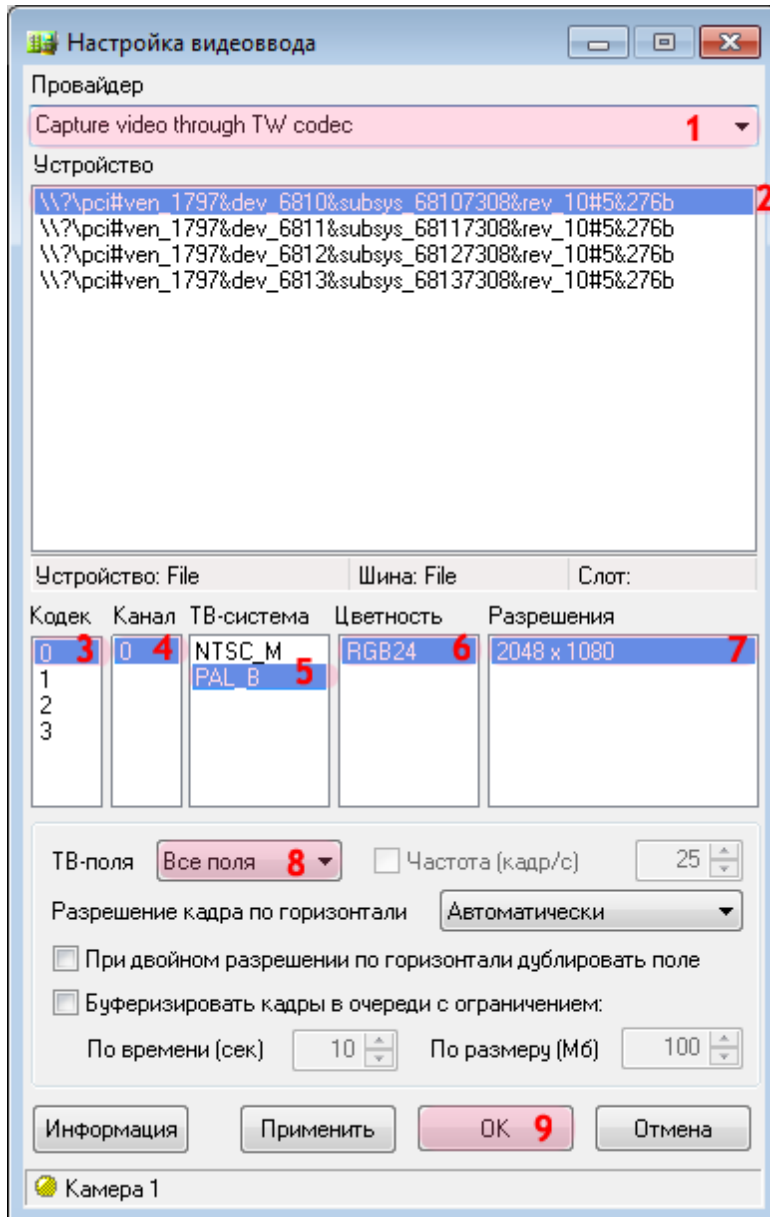 Настройка видеоввода
Провайдер
Capture video through TW codec 1
Устройство
\\?\pci#ven_1797&dev_6810&subsys_68107308&rev_10#5&276b 2
\\?\pci#ven_1797&dev_6811&subsys_68117308&rev_10#5&276b
\\?\pci#ven_1797&dev_6812&subsys_68127308&rev_10#5&276b
\\?\pci#ven_1797&dev_6813&subsys_68137308&rev_10#5&276b
Устройство: File Шина: File Слот:
Кодек Канал ТВ-система Цветность Разрешения
0 3 0 4 NTSC_M RGB24 6 2048 x 1080 7
1 PAL_B 5
2
3
ТВ-поля Все поля 8 Частота (кадр/с) 25
Разрешение кадра по горизонтали Автоматически
При двойном разрешении по горизонтали дублировать поле
Буферизировать кадры в очереди с ограничением:
По времени (сек) 10 По размеру (Мб) 100
Информация Применить OK 9 Отмена
Камера 1